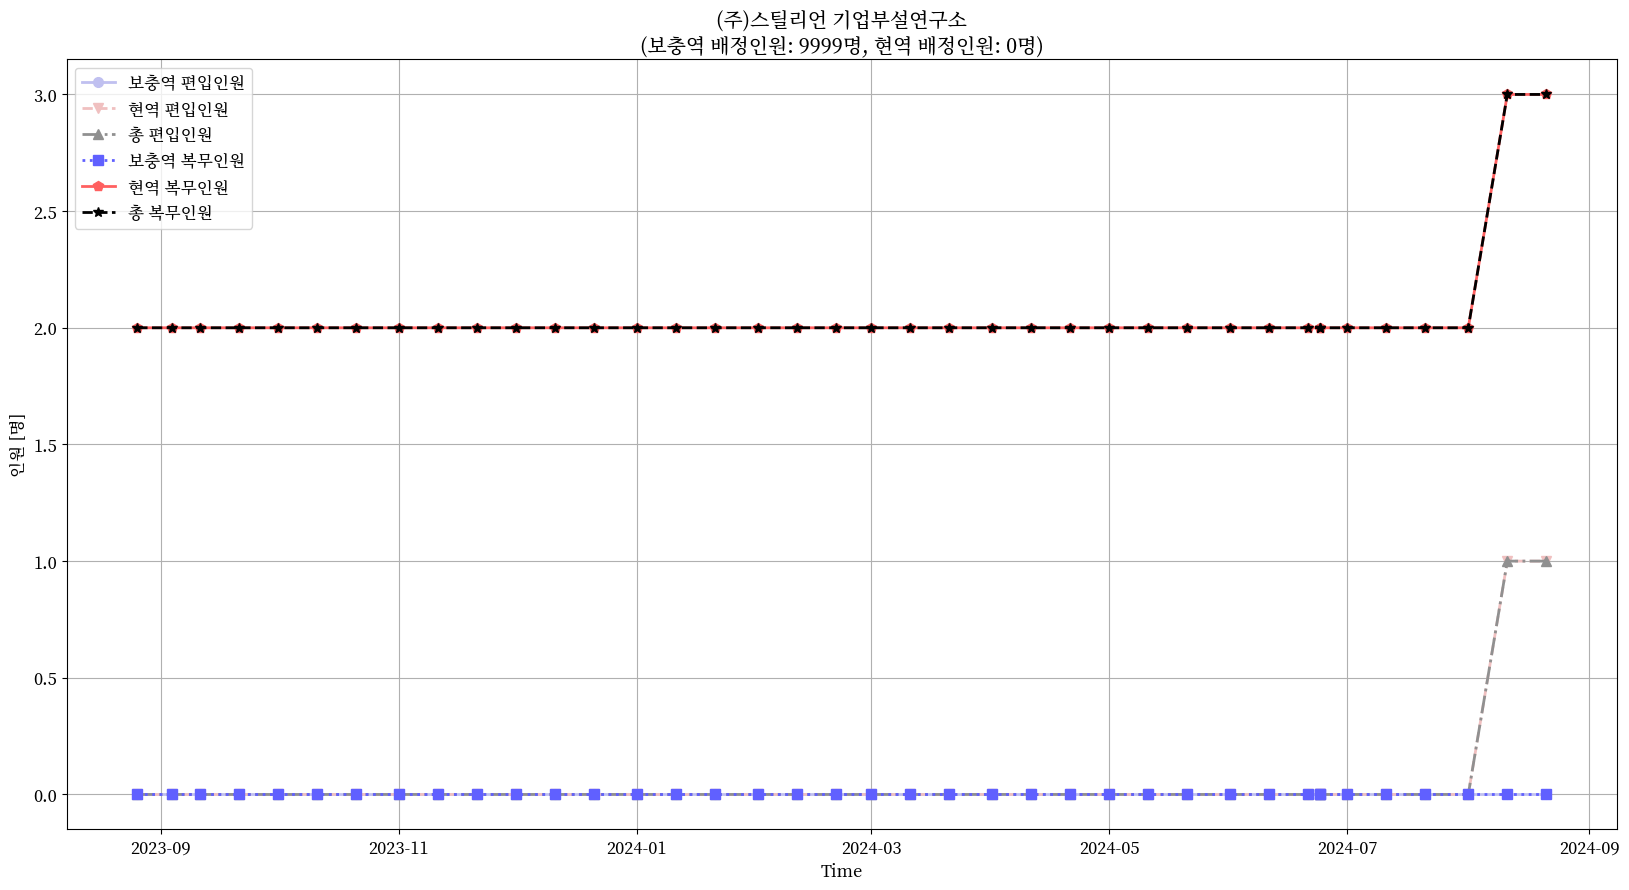 (주)스틸리언 기업부설연구소
(보충역 배정인원: 9999명, 현역 배정인원: 0명)
보충역 편입인원
현역 편입인원
총 편입인원
보충역 복무인원
현역 복무인원
총 복무인원
3.0
2.5
2.0
1.5
1.0
0.5
0.0
인원 [명]
2023-09
2023-11
2024-01
2024-03
2024-05
2024-07
2024-09
Time